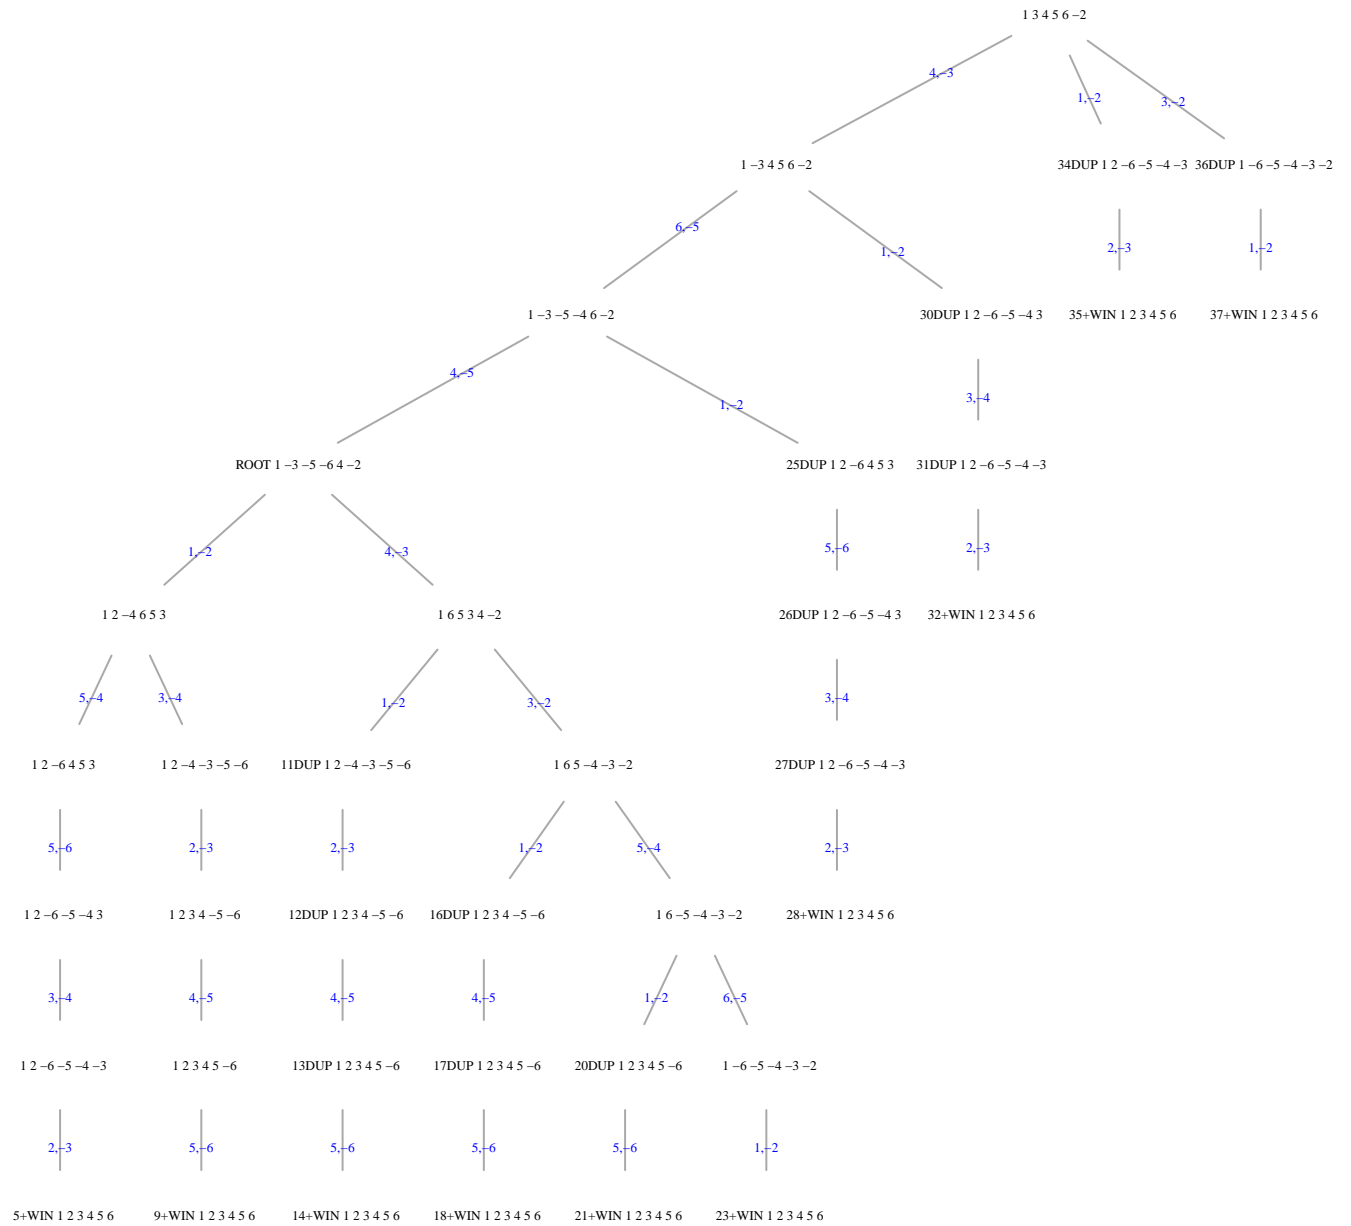 1 3 4 5 6 −2
4,−3
1,−2
3,−2
1 −3 4 5 6 −2
34DUP 1 2 −6 −5 −4 −3
36DUP 1 −6 −5 −4 −3 −2
6,−5
1,−2
2,−3
1,−2
1 −3 −5 −4 6 −2
30DUP 1 2 −6 −5 −4 3
35+WIN 1 2 3 4 5 6
37+WIN 1 2 3 4 5 6
4,−5
1,−2
3,−4
ROOT 1 −3 −5 −6 4 −2
25DUP 1 2 −6 4 5 3
31DUP 1 2 −6 −5 −4 −3
1,−2
4,−3
5,−6
2,−3
1 2 −4 6 5 3
1 6 5 3 4 −2
26DUP 1 2 −6 −5 −4 3
32+WIN 1 2 3 4 5 6
5,−4
3,−4
1,−2
3,−2
3,−4
1 2 −6 4 5 3
1 2 −4 −3 −5 −6
11DUP 1 2 −4 −3 −5 −6
1 6 5 −4 −3 −2
27DUP 1 2 −6 −5 −4 −3
5,−6
2,−3
2,−3
1,−2
5,−4
2,−3
1 2 −6 −5 −4 3
1 2 3 4 −5 −6
12DUP 1 2 3 4 −5 −6
16DUP 1 2 3 4 −5 −6
1 6 −5 −4 −3 −2
28+WIN 1 2 3 4 5 6
3,−4
4,−5
4,−5
4,−5
1,−2
6,−5
1 2 −6 −5 −4 −3
1 2 3 4 5 −6
13DUP 1 2 3 4 5 −6
17DUP 1 2 3 4 5 −6
20DUP 1 2 3 4 5 −6
1 −6 −5 −4 −3 −2
2,−3
5,−6
5,−6
5,−6
5,−6
1,−2
5+WIN 1 2 3 4 5 6
9+WIN 1 2 3 4 5 6
14+WIN 1 2 3 4 5 6
18+WIN 1 2 3 4 5 6
21+WIN 1 2 3 4 5 6
23+WIN 1 2 3 4 5 6